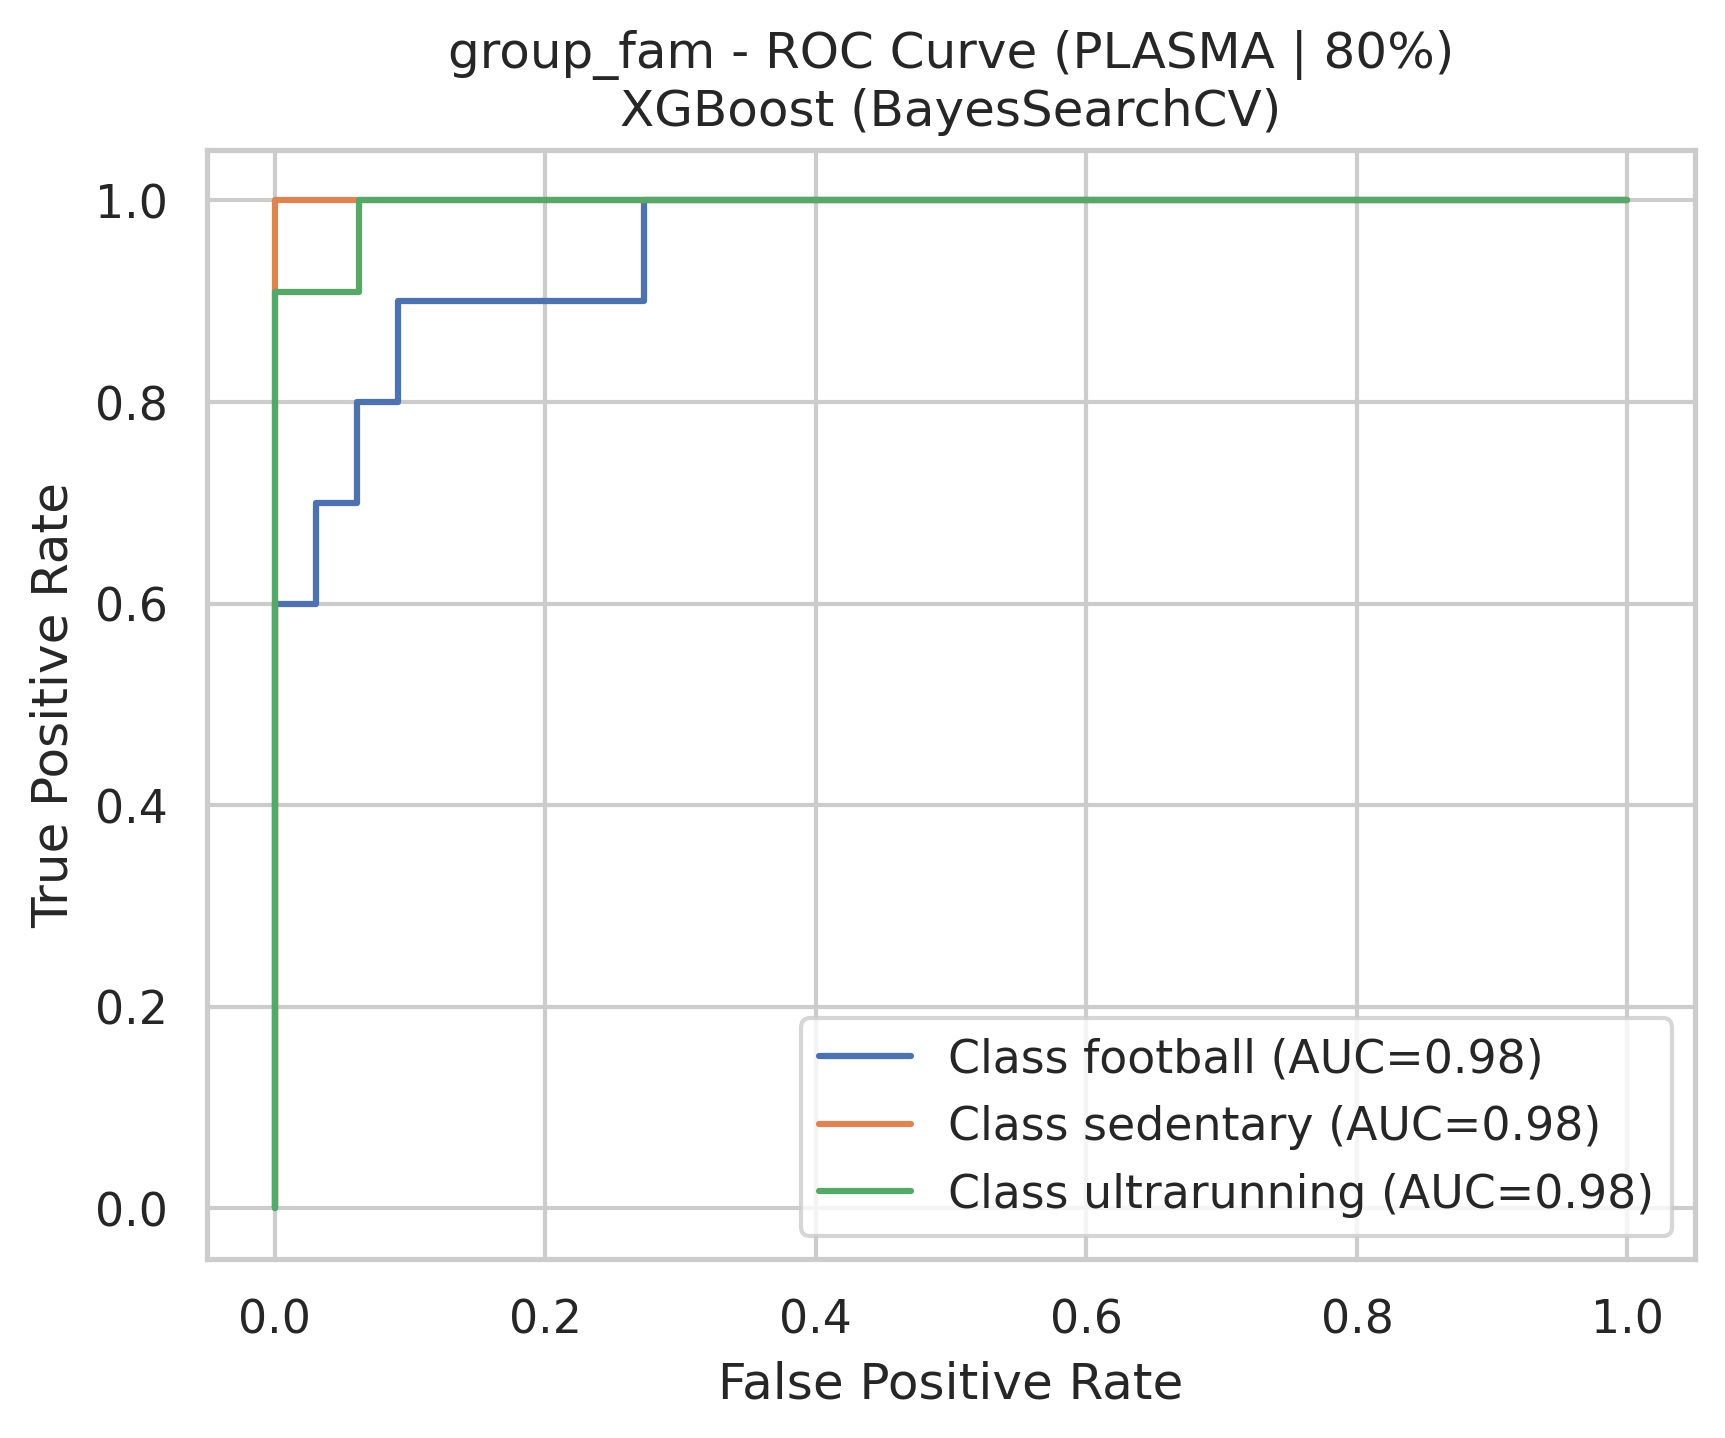 group_fam - ROC Curve (PLASMA | 80%)
XGBoost (BayesSearchCV)
True Positive Rate
1.0
0.8
0.6
0.4
0.2
0.0
Class football (AUC=0.98)
Class sedentary (AUC=0.98)
Class ultrarunning (AUC=0.98)
0.0 0.2 0.4 0.6 0.8 1.0
False Positive Rate